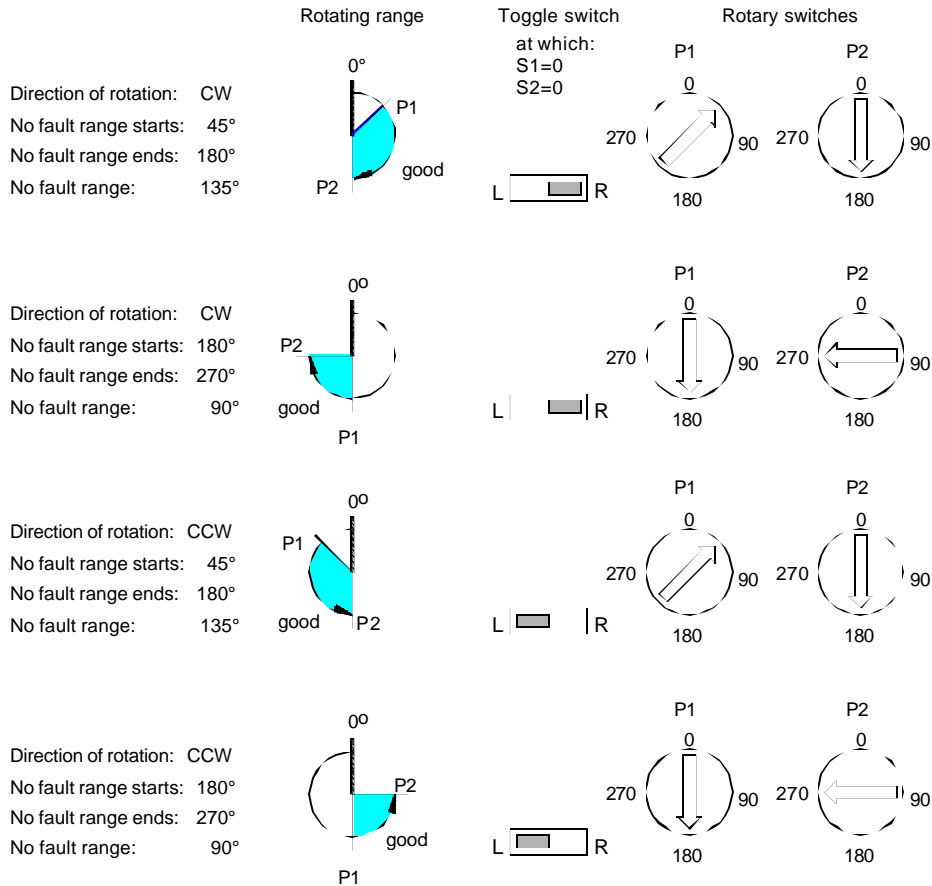 Rotating range Toggle switch Rotary switches
at which:
S1=0
S2=0
P1 P2
0° 0 0
Direction of rotation: CW
No fault range starts: 45°
No fault range ends: 180°
No fault range: 135°
P1
good
P2
L R
270 90 270 90
180 180
P1 P2
0º 0 0
Direction of rotation: CW
No fault range starts: 180°
No fault range ends: 270°
No fault range: 90°
P2
good
P1
L R
270 90 270 90
180 180
P1 P2
0º 0 0
Direction of rotation: CCW
No fault range starts: 45°
No fault range ends: 180°
No fault range: 135°
P1
good P2
L R
270 90 270 90
180 180
P1 P2
0º 0 0
Direction of rotation: CCW
No fault range starts: 180°
No fault range ends: 270°
No fault range: 90°
P2
good
P1
L R
270 90 270 90
180 180